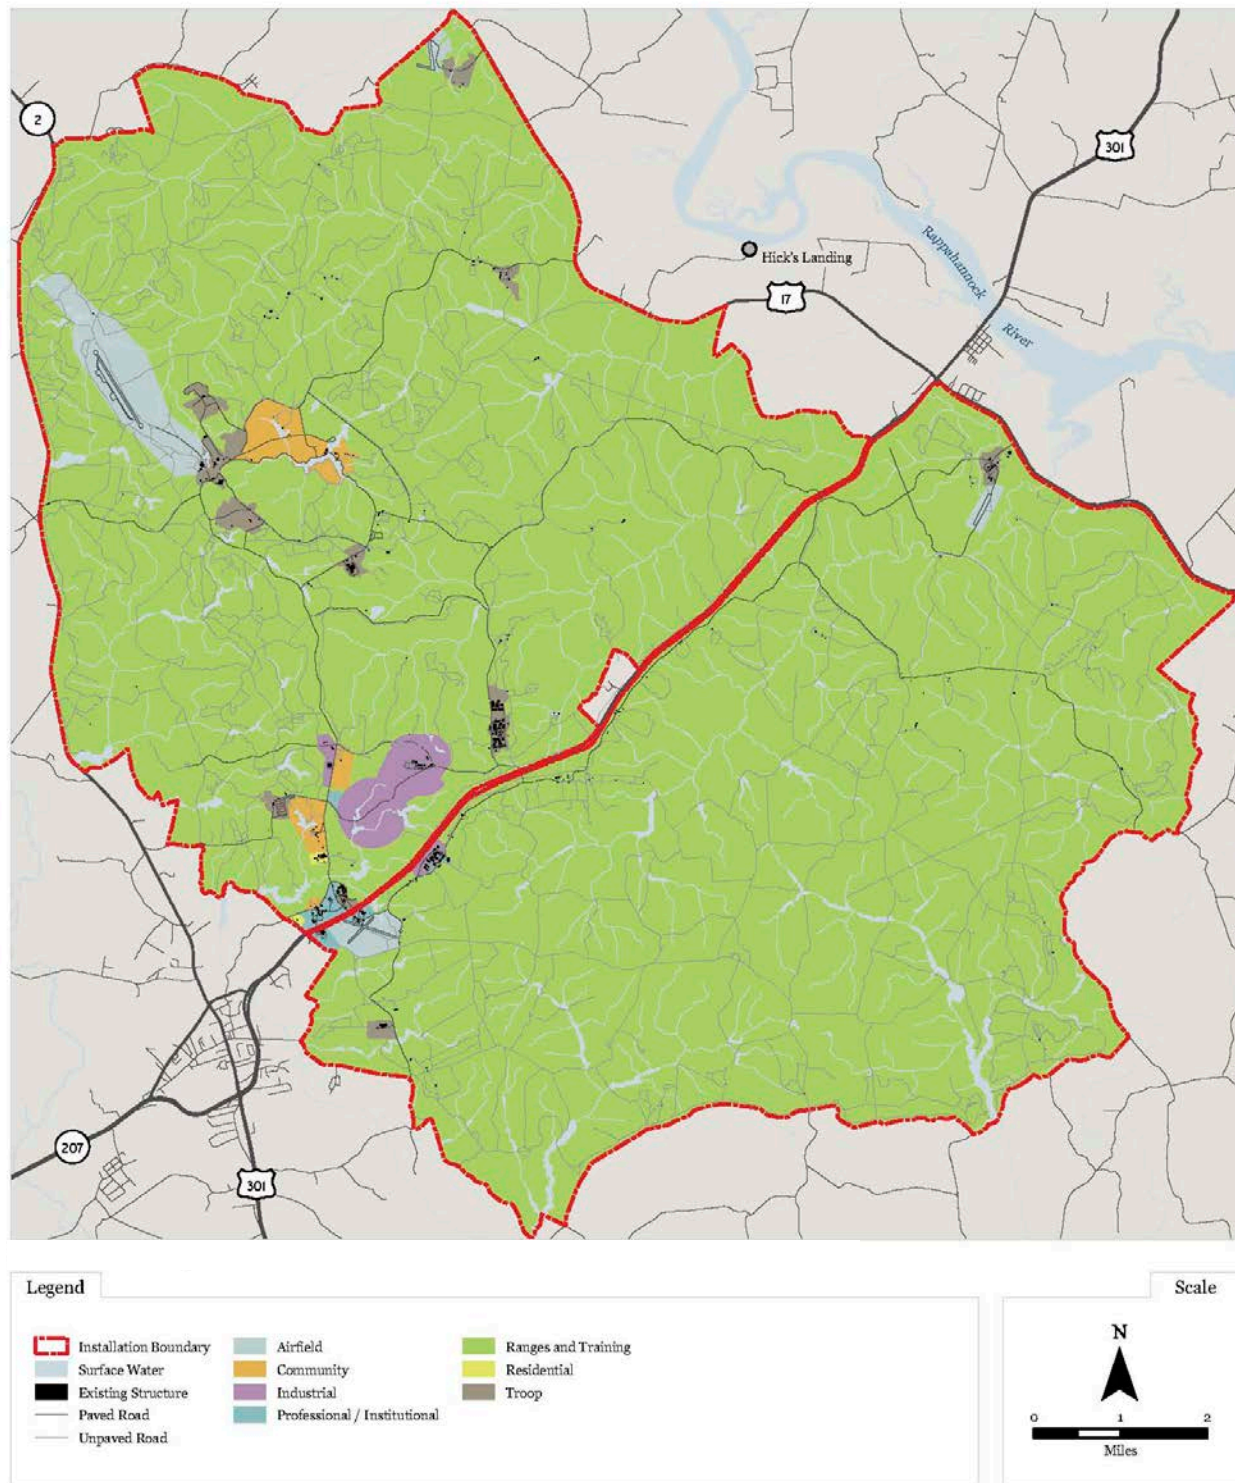 2
301
Hick's Landing
17
Rappahannock
River
207
301
Legend
Installation Boundary
Surface Water
Existing Structure
Paved Road
Unpaved Road
Airfield
Community
Industrial
Professional / Institutional
Ranges and Training
Residential
Troop
Scale
N
0 1 2
Miles